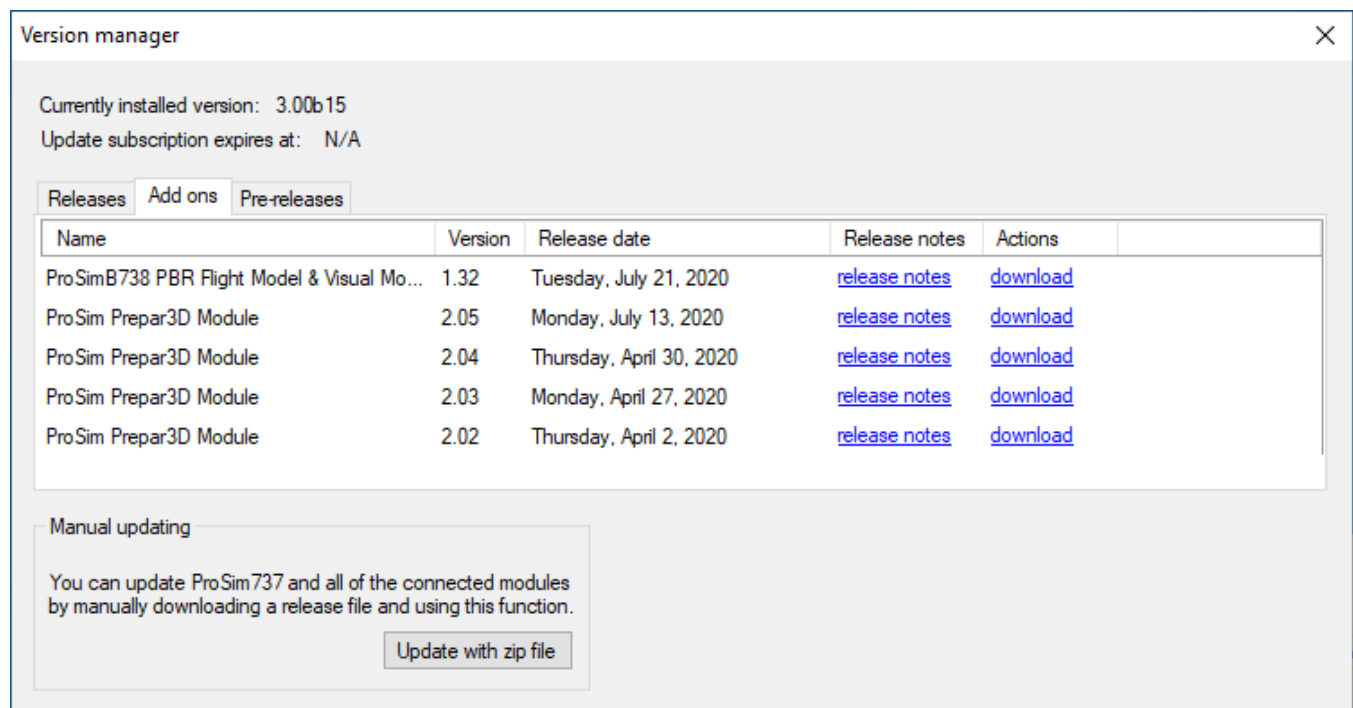 Version manager
Currently installed version: 3.00b15
Update subscription expires at: N/A
Releases Add ons Pre-releases
Name Version Release date Release notes Actions
ProSimB738 PBR Flight Model & Visual Mo... 1.32 Tuesday, July 21, 2020 release notes download
ProSim Prepar3D Module 2.05 Monday, July 13, 2020 release notes download
ProSim Prepar3D Module 2.04 Thursday, April 30, 2020 release notes download
ProSim Prepar3D Module 2.03 Monday, April 27, 2020 release notes download
ProSim Prepar3D Module 2.02 Thursday, April 2, 2020 release notes download
Manual updating
You can update ProSim737 and all of the connected modules
by manually downloading a release file and using this function.
Update with zip file